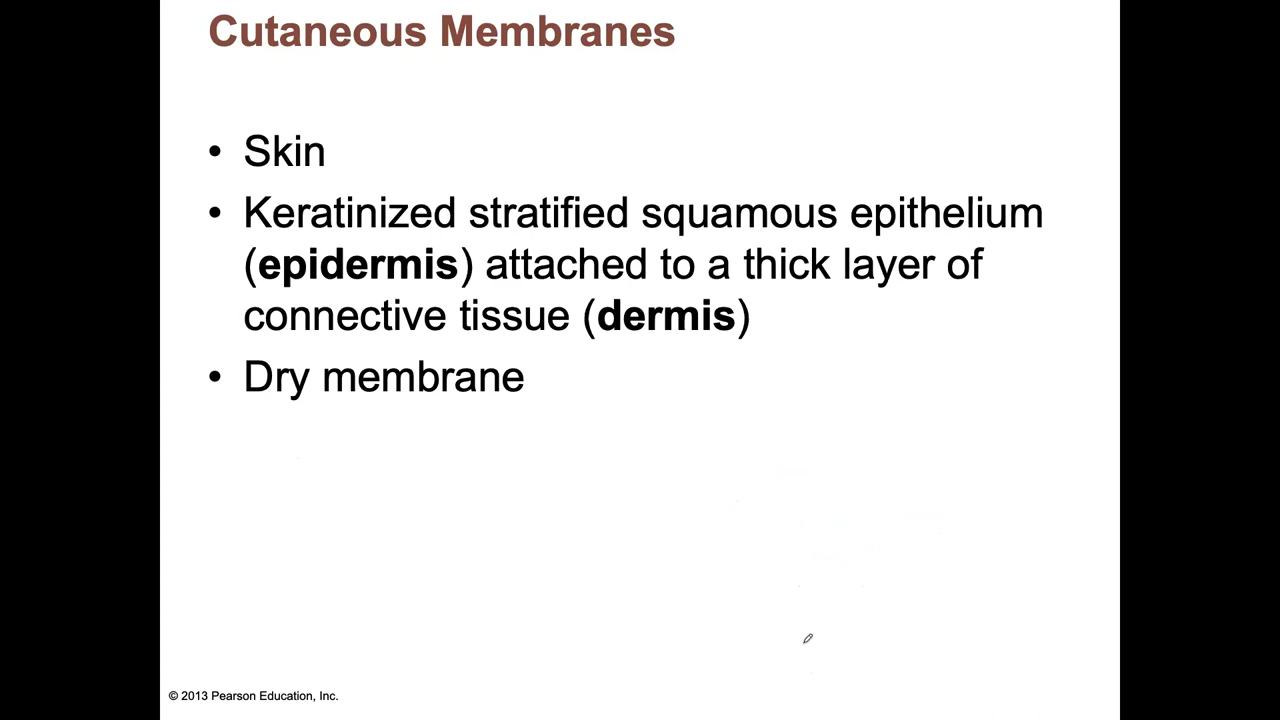 Cutaneous Membranes
• Skin
• Keratinized stratified squamous epithelium
(epidermis) attached to a thick layer of
connective tissue (dermis)
• Dry membrane
© 2013 Pearson Education, Inc.